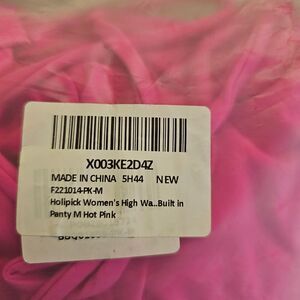 X003KE2D4Z
MADE IN CHINA 5H44 NEW
F221014-PK-M
Holipick Women's High Wa...Built in
Panty M Hot Pink